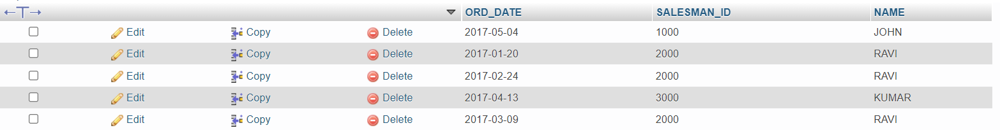 ←T→ ORD_DATE SALESMAN_ID NAME
Edit Copy Delete 2017-05-04 1000 JOHN
Edit Copy Delete 2017-01-20 2000 RAVI
Edit Copy Delete 2017-02-24 2000 RAVI
Edit Copy Delete 2017-04-13 3000 KUMAR
Edit Copy Delete 2017-03-09 2000 RAVI